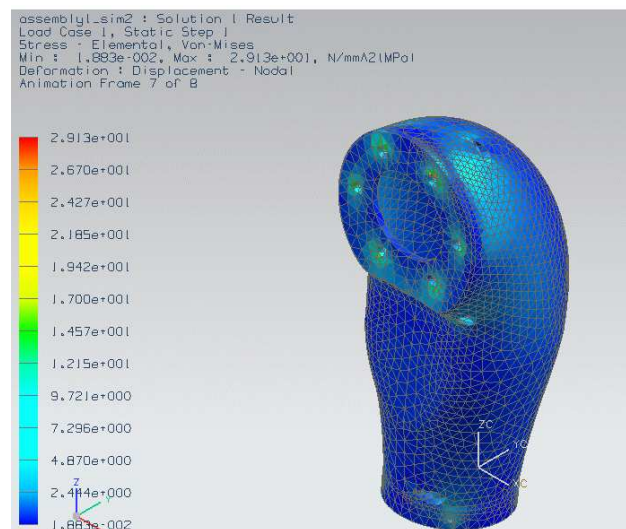 assembly1_sim2 : Solution 1 Result
Load Case 1, Static Step 1
Stress - Elemental, Von-Mises
Min : 1.883e-002, Max : 2.913e+001, N/mm^2(MPa)
Deformation : Displacement - Nodal
Animation Frame 7 of 8
2.913e+001
2.670e+001
2.427e+001
2.185e+001
1.942e+001
1.700e+001
1.457e+001
1.215e+001
9.721e+000
7.296e+000
4.870e+000
2.444e+000
1.883e-002
Z
Y
ZC
YC
XC